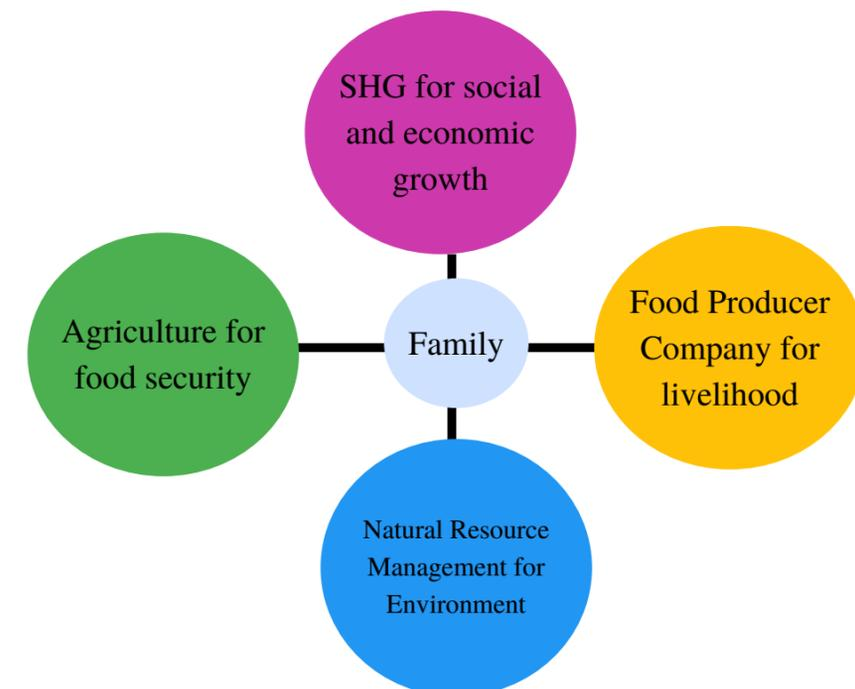 SHG for social
and economic
growth
Agriculture for
food security
Family
Food Producer
Company for
livelihood
Natural Resource
Management for
Environment